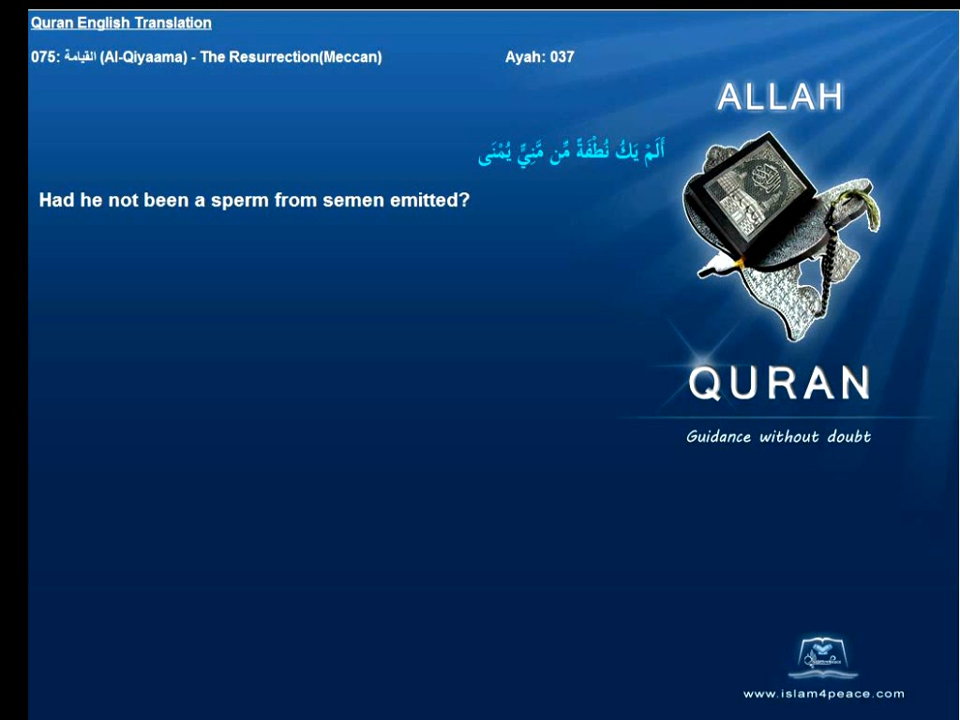 Quran English Translation
075: القيامة (Al-Qiyaama) - The Resurrection(Meccan) Ayah: 037
ALLAH
أَلَمْ يَكُ نُطْفَةً مِّن مَّنِيٍّ يُمْنَى
Had he not been a sperm from semen emitted?
QURAN
Guidance without doubt
www.islam4peace.com